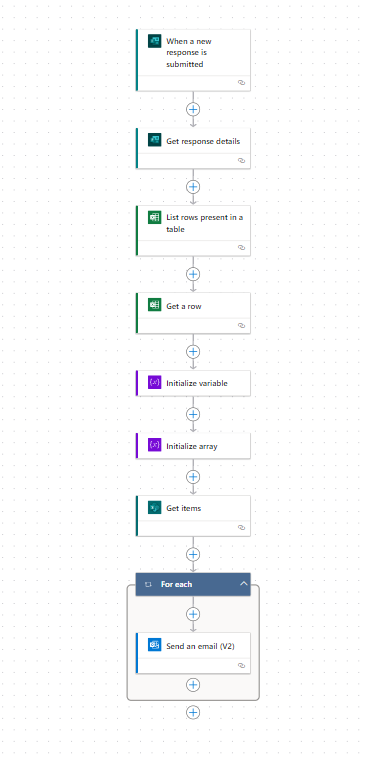 When a new
response is
submitted
Get response details
List rows present in a
table
Get a row
Initialize variable
Initialize array
Get items
For each
Send an email (V2)